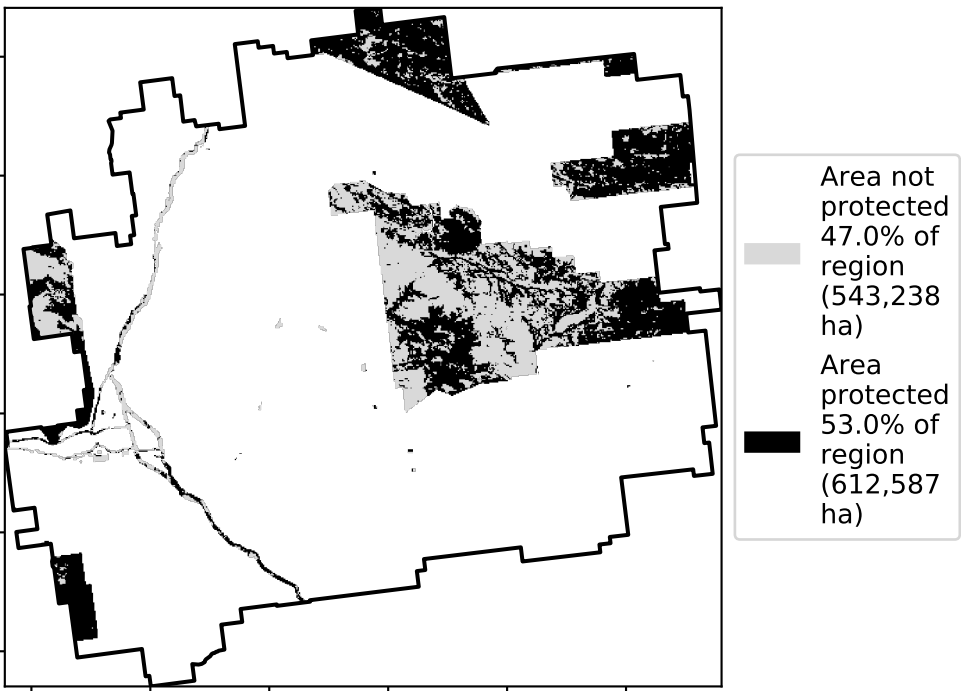 Area not
protected
47.0% of
region
(543,238
ha)
Area
protected
53.0% of
region
(612,587
ha)